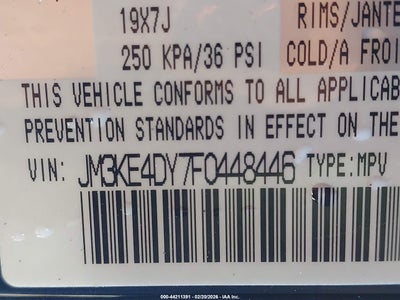 19X7J RIMS/JANTE
250 KPA/36 PSI COLD/A FROI
THIS VEHICLE CONFORMS TO ALL APPLICAB
PREVENTION STANDARDS IN EFFECT ON THE
VIN: JM3KE4DY7F0448446 TYPE:MPV
000-44211391 - 02/20/2026 - IAA Inc.